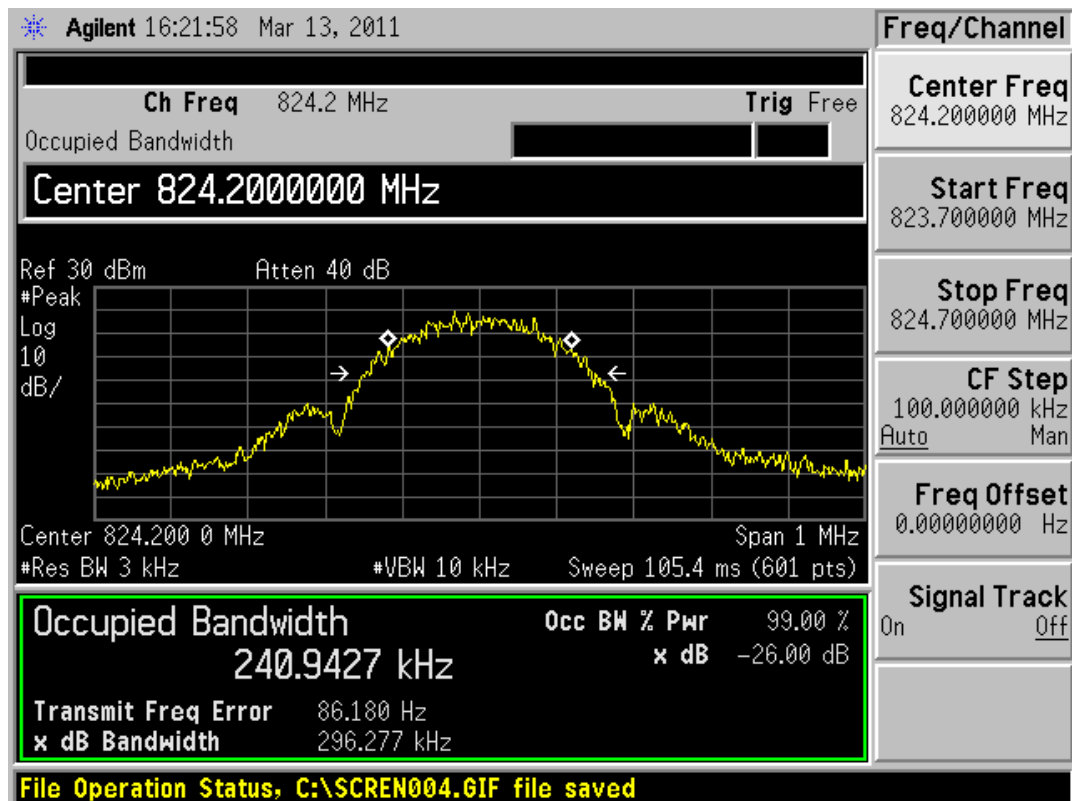 Agilent 16:21:58 Mar 13, 2011
Freq/Channel
Ch Freq 824.2 MHz
Trig Free
Occupied Bandwidth
Center 824.2000000 MHz
Ref 30 dBm
Atten 40 dB
#Peak
Log
10
dB/
Center 824.200 0 MHz
Span 1 MHz
#Res BW 3 kHz
#VBW 10 kHz
Sweep 105.4 ms (601 pts)
Occupied Bandwidth
240.9427 kHz
Occ BW % Pwr 99.00 %
x dB -26.00 dB
Transmit Freq Error 86.180 Hz
x dB Bandwidth 296.277 kHz
File Operation Status, C:\SCREN004.GIF file saved
Center Freq
824.200000 MHz
Start Freq
823.700000 MHz
Stop Freq
824.700000 MHz
CF Step
100.000000 kHz
Auto Man
Freq Offset
0.00000000 Hz
Signal Track
On Off